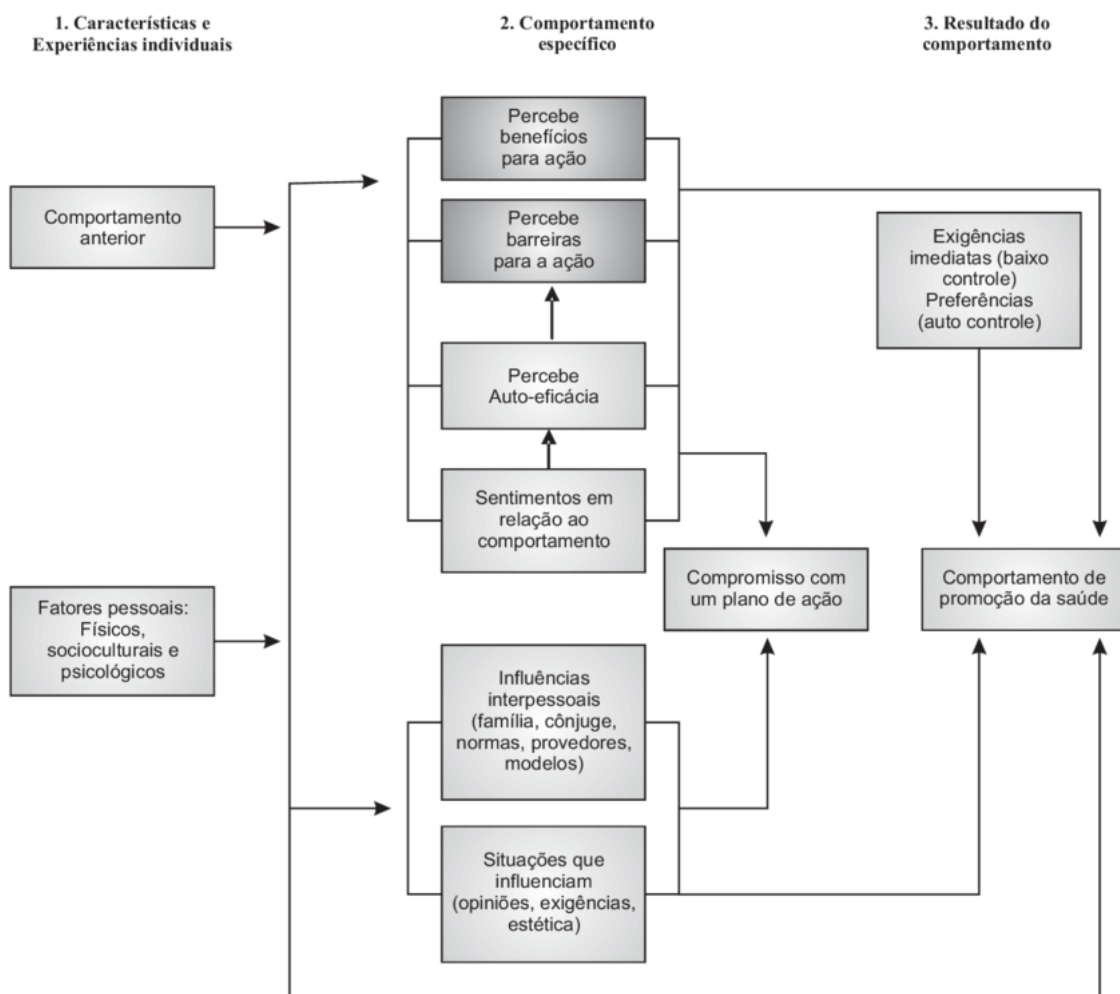 1. Características e
Experiências individuais
2. Comportamento
específico
3. Resultado do
comportamento
Percebe
benefícios
para ação
Comportamento
anterior
Percebe
barreiras
para a ação
Exigências
imediatas (baixo
controle)
Preferências
(auto controle)
Percebe
Auto-eficácia
Sentimentos em
relação ao
comportamento
Compromisso com
um plano de ação
Comportamento de
promoção da saúde
Fatores pessoais:
Físicos,
socioculturais e
psicológicos
Influências
interpessoais
(família, cônjuge,
normas, provedores,
modelos)
Situações que
influenciam
(opiniões, exigências,
estética)